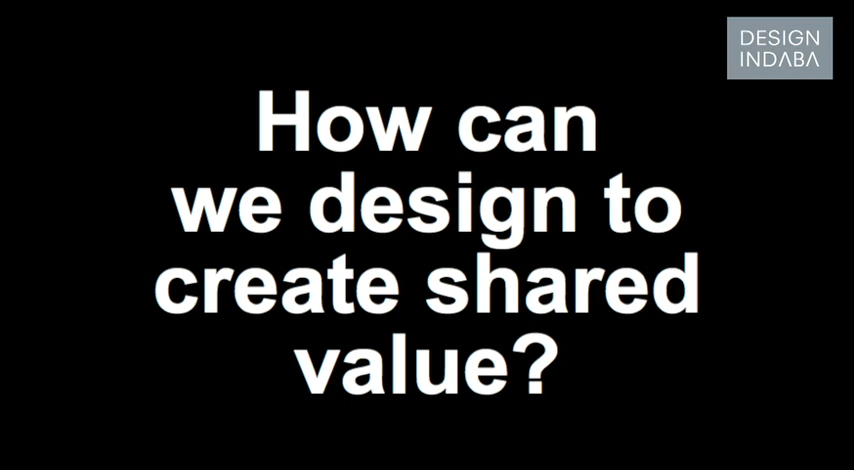 DESIGN
INDABA
How can
we design to
create shared
value?